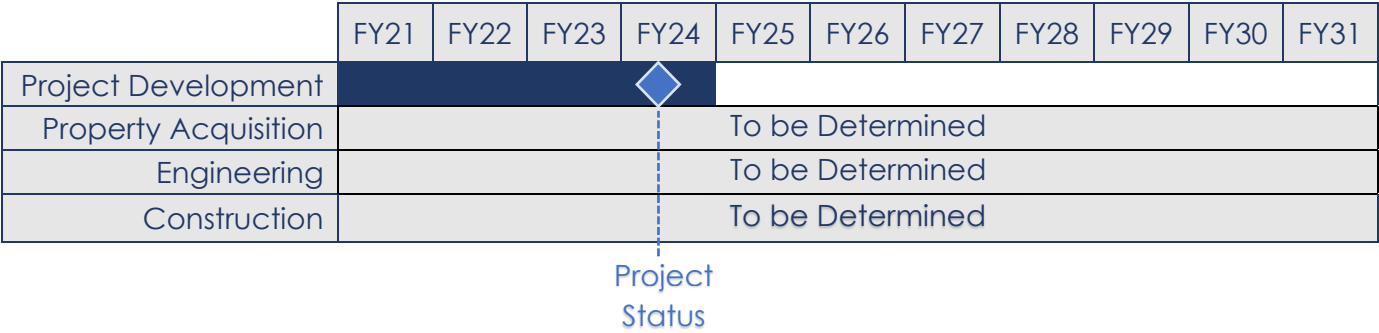 FY21 FY22 FY23 FY24 FY25 FY26 FY27 FY28 FY29 FY30 FY31
Project Development
Property Acquisition To be Determined
Engineering To be Determined
Construction To be Determined
Project
Status